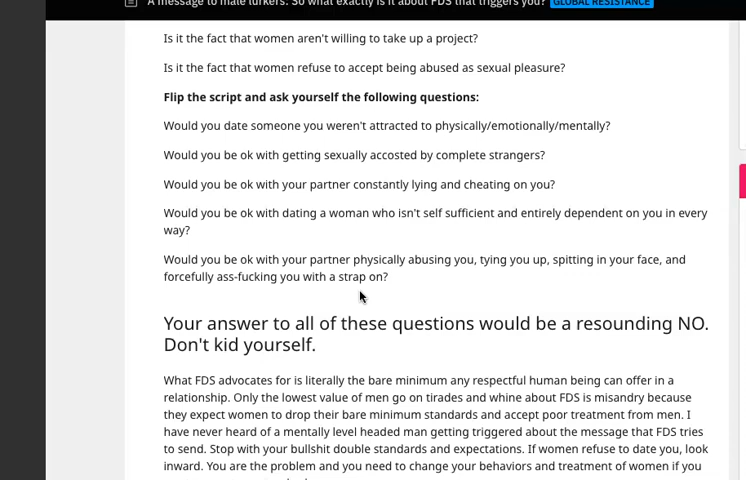 A message to male lurkers: So what exactly is it about FDS that triggers you? GLOBAL RESISTANCE
Is it the fact that women aren't willing to take up a project?
Is it the fact that women refuse to accept being abused as sexual pleasure?
Flip the script and ask yourself the following questions:
Would you date someone you weren't attracted to physically/emotionally/mentally?
Would you be ok with getting sexually accosted by complete strangers?
Would you be ok with your partner constantly lying and cheating on you?
Would you be ok with dating a woman who isn't self sufficient and entirely dependent on you in every
way?
Would you be ok with your partner physically abusing you, tying you up, spitting in your face, and
forcefully ass-fucking you with a strap on?
Your answer to all of these questions would be a resounding NO.
Don't kid yourself.
What FDS advocates for is literally the bare minimum any respectful human being can offer in a
relationship. Only the lowest value of men go on tirades and whine about FDS is misandry because
they expect women to drop their bare minimum standards and accept poor treatment from men. I
have never heard of a mentally level headed man getting triggered about the message that FDS tries
to send. Stop with your bullshit double standards and expectations. If women refuse to date you, look
inward. You are the problem and you need to change your behaviors and treatment of women if you